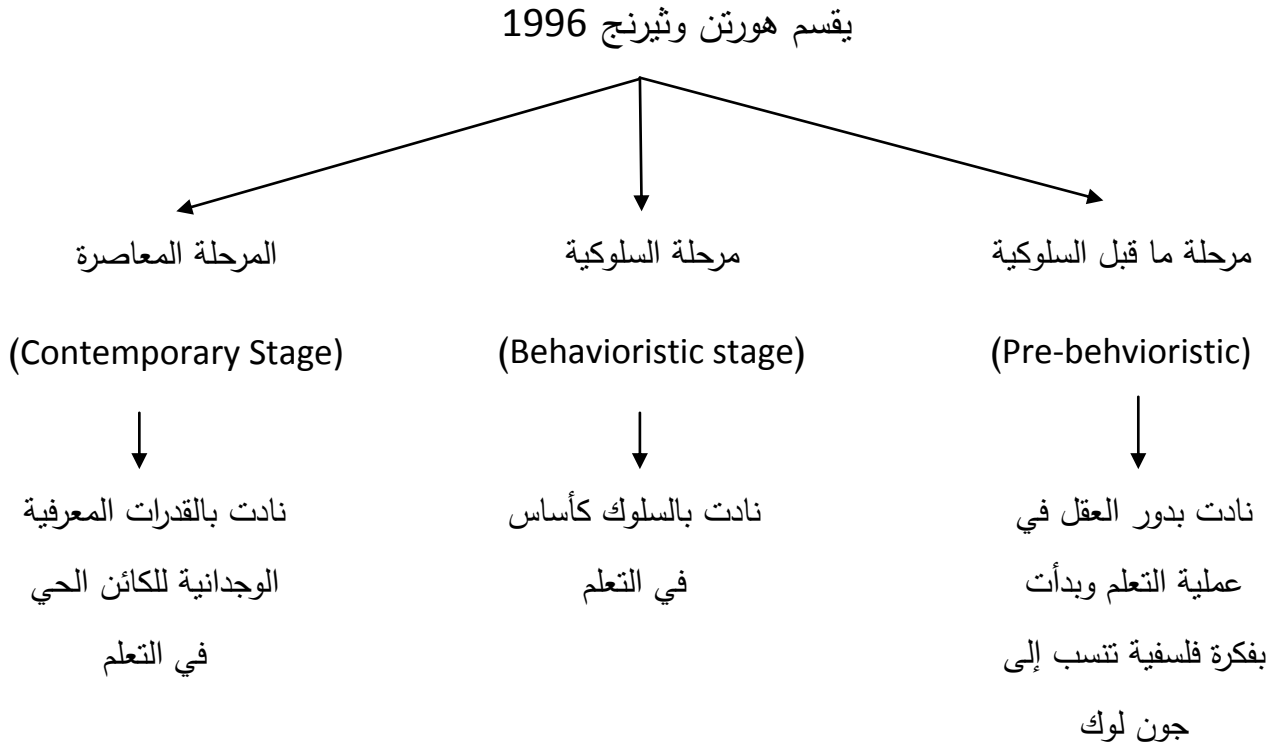 يقسم هورتن وثيرنج 1996
مرحلة ما قبل السلوكية
(Pre-behvioristic)
نادت بدور العقل في
عملية التعلم وبدأت
بفكرة فلسفية تنسب إلى
جون لوك
مرحلة السلوكية
(Behavioristic stage)
نادت بالسلوك كأساس
في التعلم
المرحلة المعاصرة
(Contemporary Stage)
نادت بالقدرات المعرفية
الوجدانية للكائن الحي
في التعلم